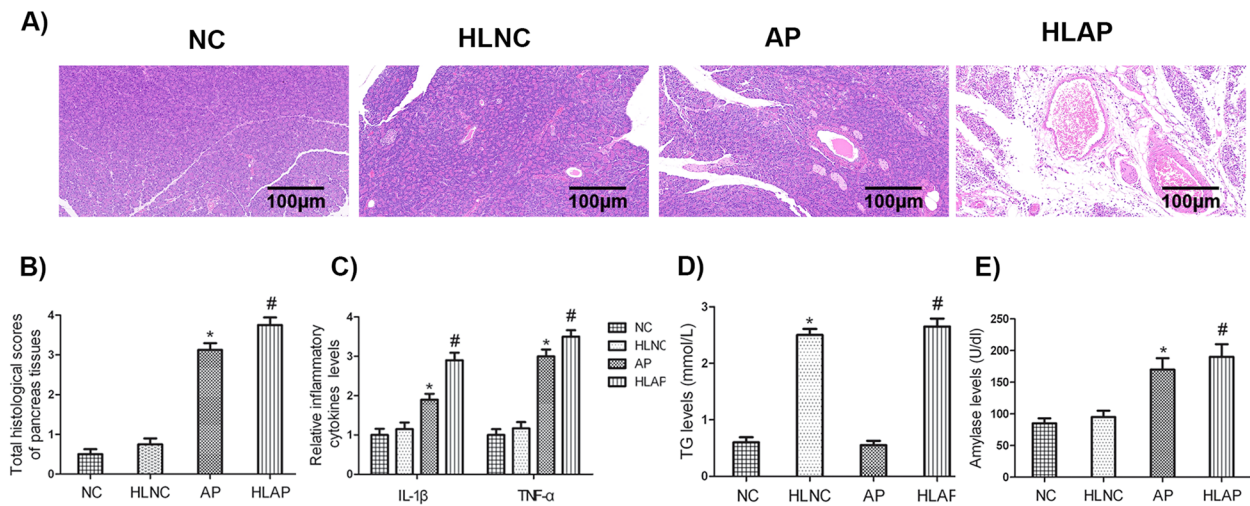 A)
NC
HLNC
AP
HLAP
100μm
100μm
100μm
100μm
B)
Total histological scores
of pancreas tissues
4
3
2
1
0
*
#
NC
HLNC
AP
HLAP
C)
Relative inflammatory
cytokines levels
4
3
2
1
0
*
#
*
#
IL-1β
TNF-α
NC
HLNC
AP
HLAP
D)
TG levels (mmol/L)
3
2
1
0
*
#
NC
HLNC
AP
HLAP
E)
Amylase levels (U/dl)
250
200
150
100
50
0
*
#
NC
HLNC
AP
HLAP